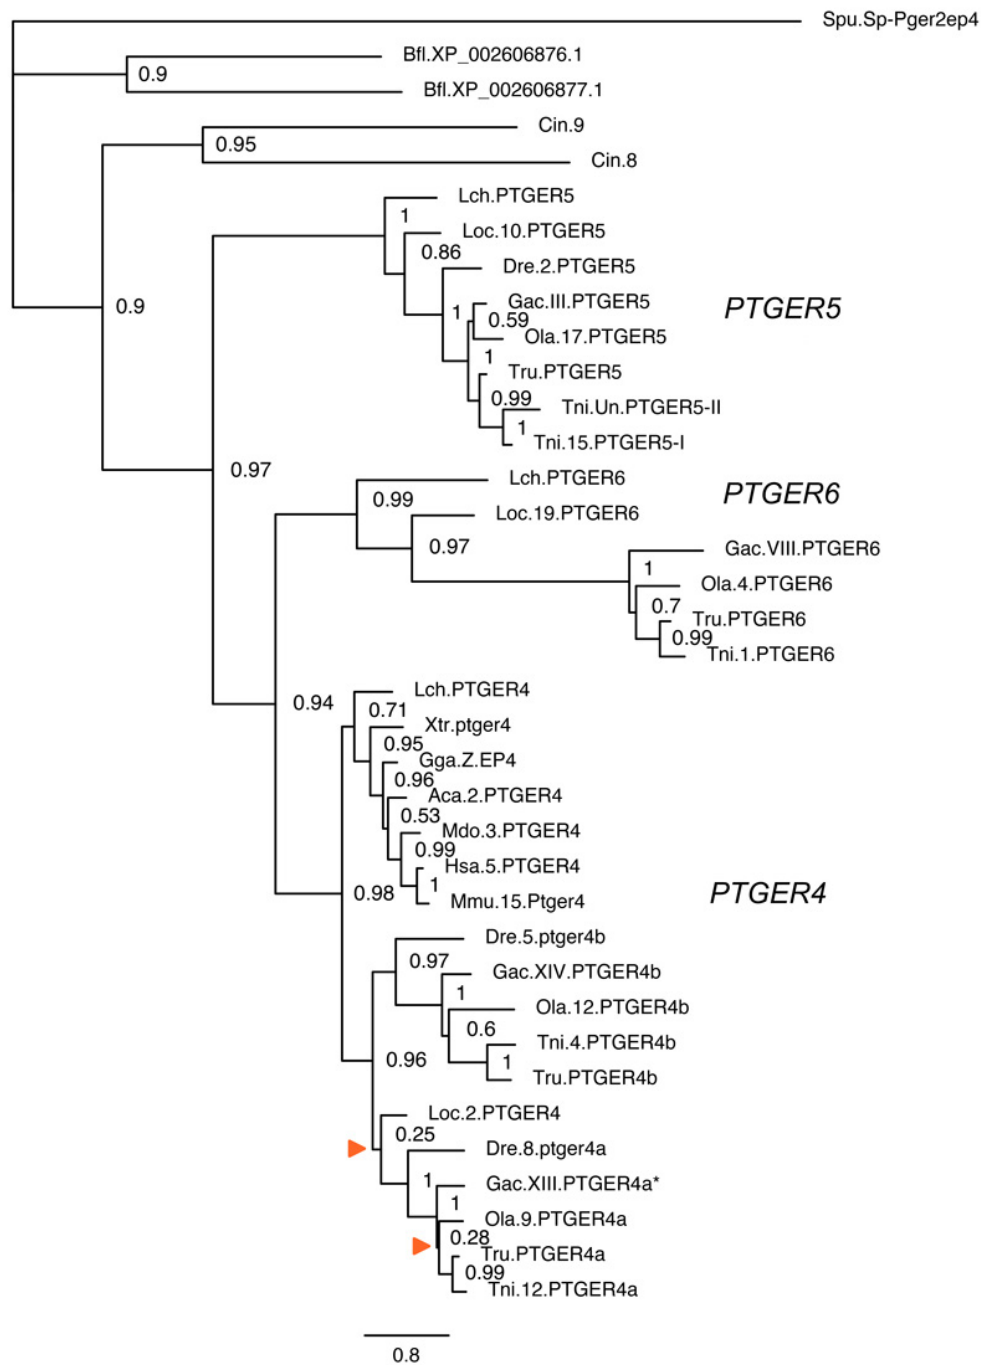 Spu.Sp-Pger2ep4
Bfl.XP_002606876.1
0.9
Bfl.XP_002606877.1
Cin.9
0.95
Cin.8
Lch.PTGER5
1
Loc.10.PTGER5
0.86
Dre.2.PTGER5
Gac.III.PTGER5
0.9
1
0.59
PTGER5
Ola.17.PTGER5
1
Tru.PTGER5
0.99
Tni.Un.PTGER5-II
1
Tni.15.PTGER5-I
0.97
Lch.PTGER6
0.99
PTGER6
Loc.19.PTGER6
0.97
Gac.VIII.PTGER6
1
Ola.4.PTGER6
0.7
Tru.PTGER6
0.99
Tni.1.PTGER6
Lch.PTGER4
0.94
0.71
Xtr.ptger4
0.95
Gga.Z.EP4
0.96
Aca.2.PTGER4
0.53
Mdo.3.PTGER4
0.99
Hsa.5.PTGER4
1
0.98
PTGER4
Mmu.15.Ptger4
Dre.5.ptger4b
0.97
Gac.XIV.PTGER4b
1
Ola.12.PTGER4b
0.6
Tni.4.PTGER4b
0.96
1
Tru.PTGER4b
Loc.2.PTGER4
0.25
Dre.8.ptger4a
1
Gac.XIII.PTGER4a*
1
Ola.9.PTGER4a
0.28
Tru.PTGER4a
0.99
Tni.12.PTGER4a
0.8